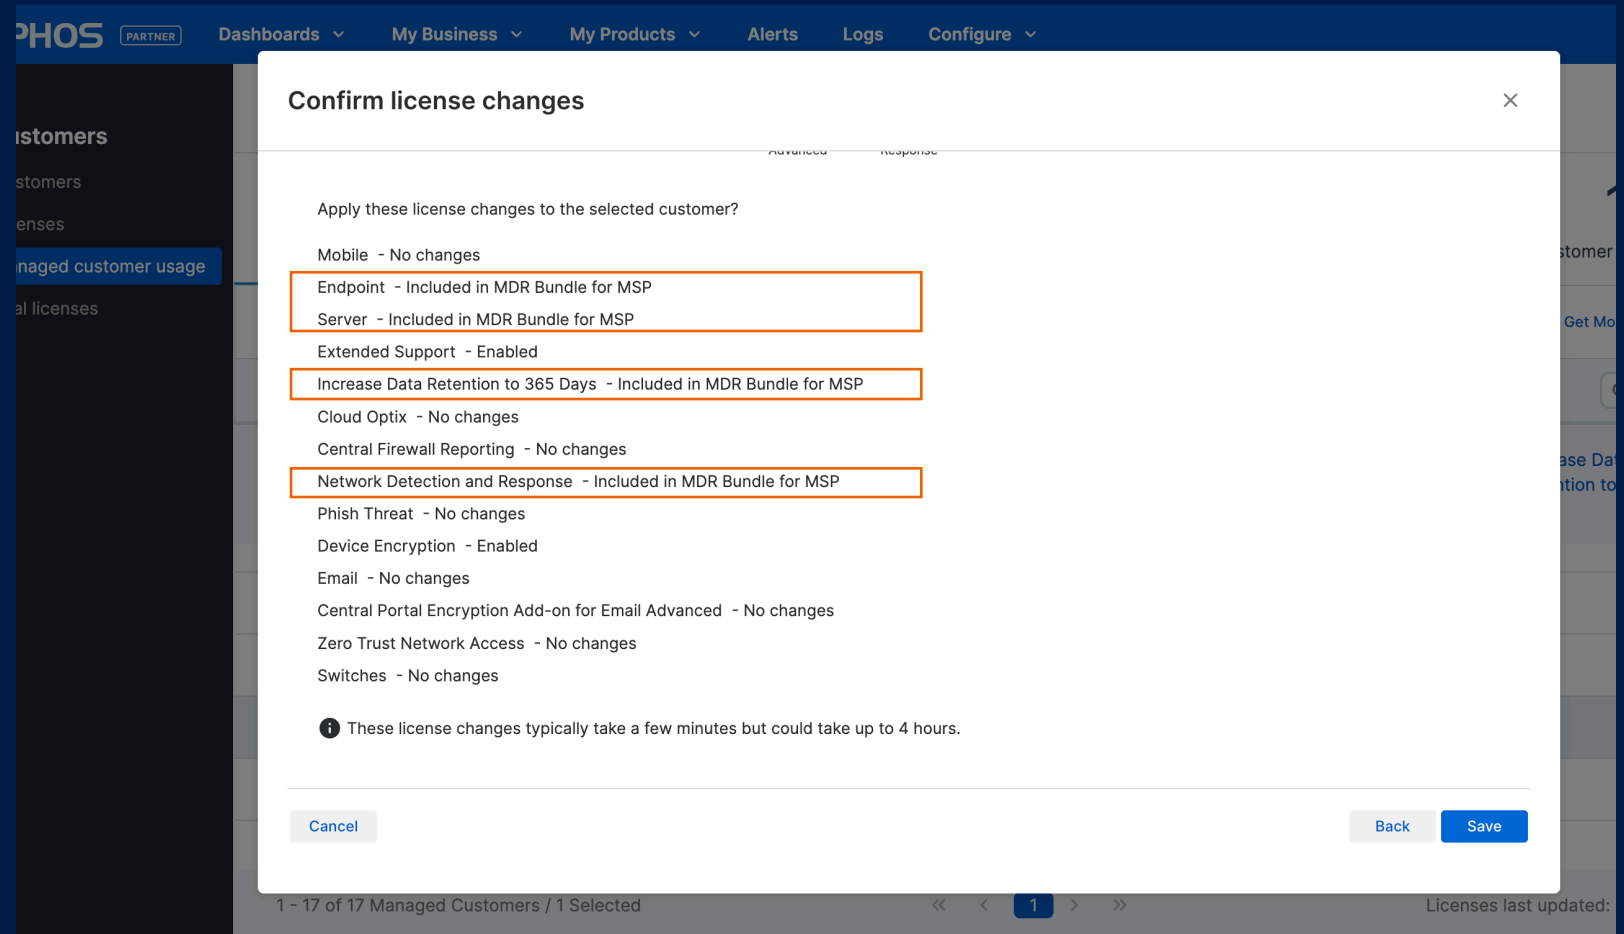 PHOS PARTNER Dashboards My Business My Products Alerts Logs Configure
Confirm license changes
Advanced Response
ustomers
stomers
enses
naged customer usage
al licenses
Apply these license changes to the selected customer?
Mobile - No changes
Endpoint - Included in MDR Bundle for MSP
Server - Included in MDR Bundle for MSP
Extended Support - Enabled
Increase Data Retention to 365 Days - Included in MDR Bundle for MSP
Cloud Optix - No changes
Central Firewall Reporting - No changes
Network Detection and Response - Included in MDR Bundle for MSP
Phish Threat - No changes
Device Encryption - Enabled
Email - No changes
Central Portal Encryption Add-on for Email Advanced - No changes
Zero Trust Network Access - No changes
Switches - No changes
These license changes typically take a few minutes but could take up to 4 hours.
Cancel Back Save
stomer
Get Mo
ase Dat
ntion to
1 - 17 of 17 Managed Customers / 1 Selected
« ‹ 1 › »
Licenses last updated: